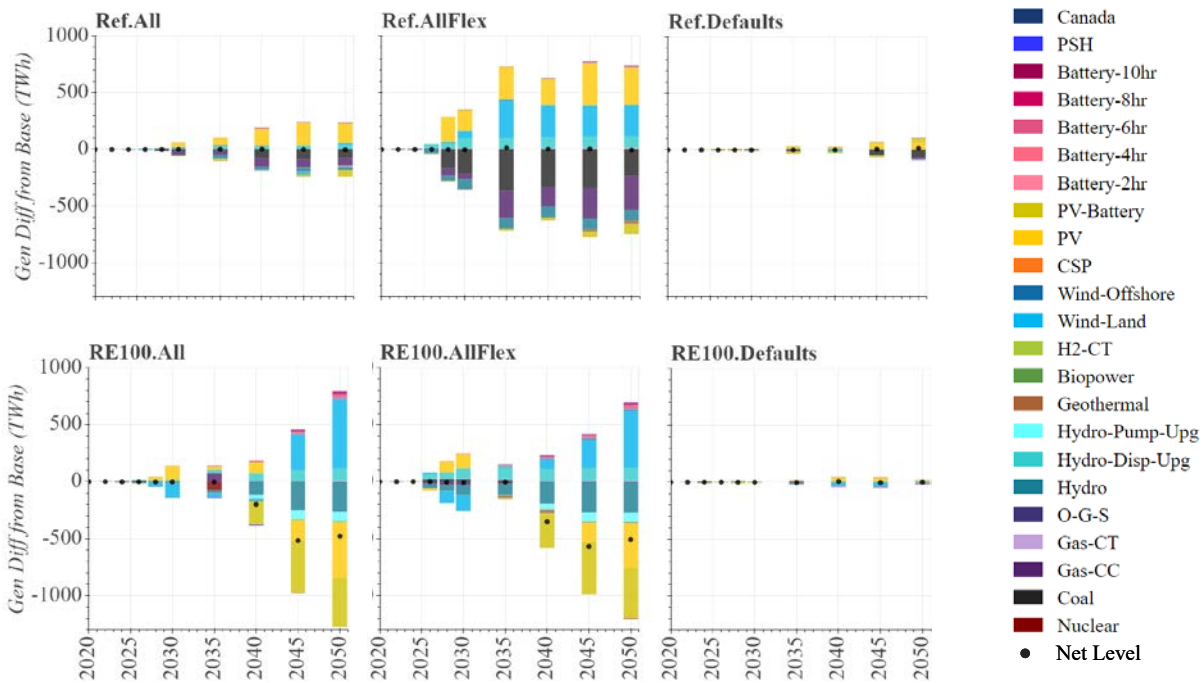 Ref.All
Ref.AllFlex
Ref.Defaults
Gen Diff from Base (TWh)
1000
500
0
-500
-1000
RE100.All
RE100.AllFlex
RE100.Defaults
Gen Diff from Base (TWh)
1000
500
0
-500
-1000
2020 2025 2030 2035 2040 2045 2050
2020 2025 2030 2035 2040 2045 2050
2020 2025 2030 2035 2040 2045 2050
Canada
PSH
Battery-10hr
Battery-8hr
Battery-6hr
Battery-4hr
Battery-2hr
PV-Battery
PV
CSP
Wind-Offshore
Wind-Land
H2-CT
Biopower
Geothermal
Hydro-Pump-Upg
Hydro-Disp-Upg
Hydro
O-G-S
Gas-CT
Gas-CC
Coal
Nuclear
Net Level